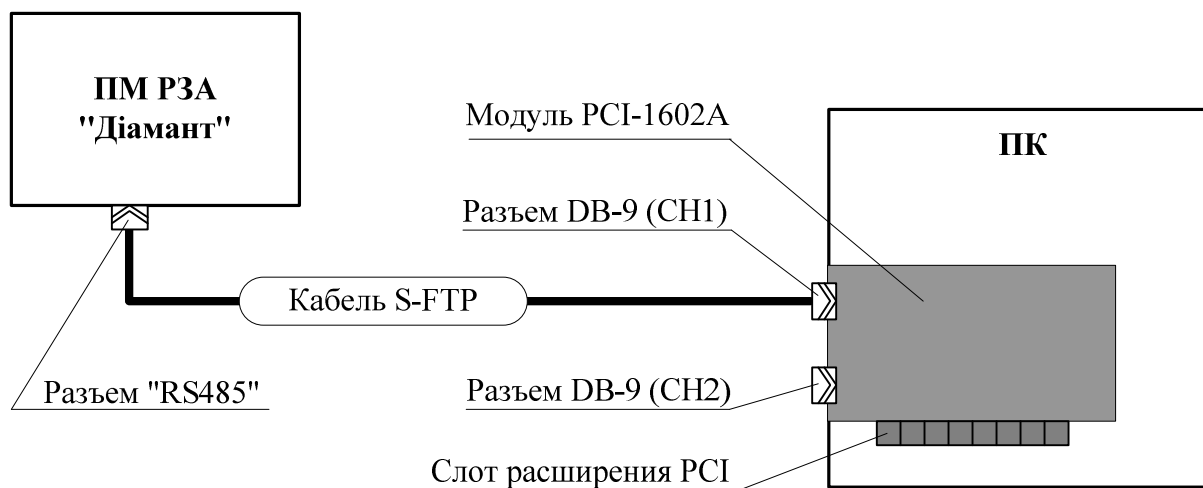 ПМ РЗА
"Діамант"
Модуль PCI-1602A
ПК
Разъем DB-9 (CH1)
Кабель S-FTP
Разъем "RS485"
Разъем DB-9 (CH2)
Слот расширения PCI